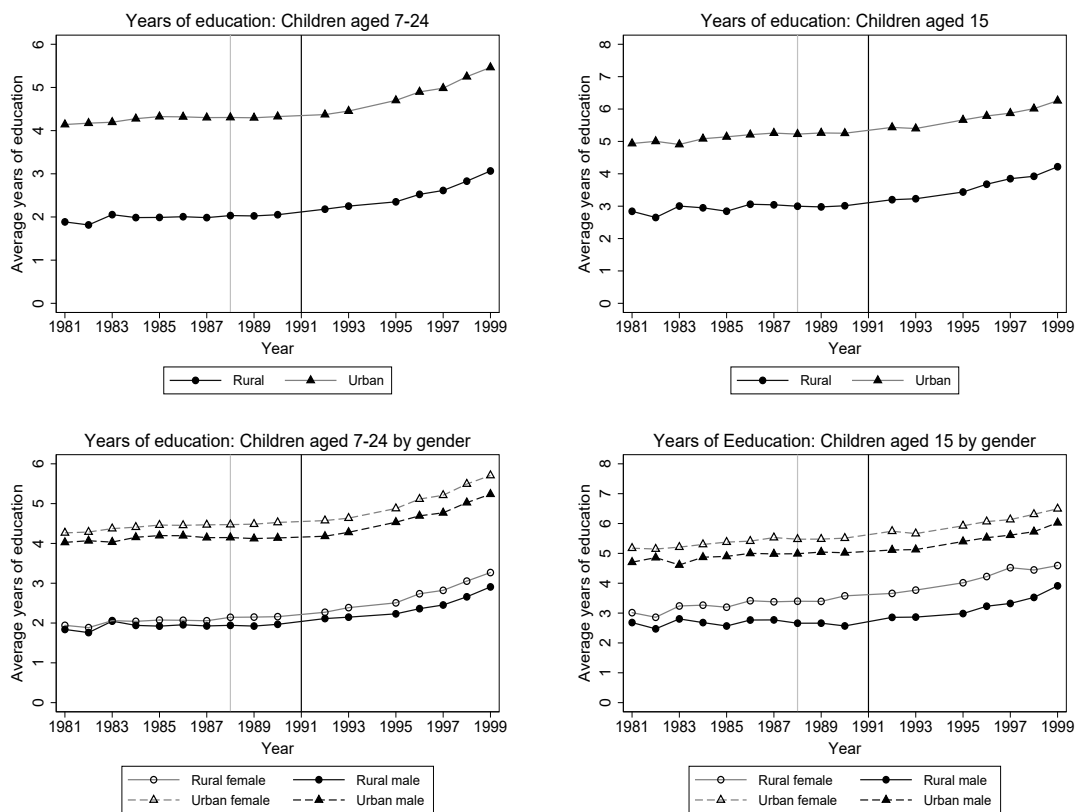 Years of education: Children aged 7-24
Average years of education
6
5
4
3
2
1
0
1981 1983 1985 1987 1989 1991 1993 1995 1997 1999
Year
Rural Urban
Years of education: Children aged 15
Average years of education
8
7
6
5
4
3
2
1
0
1981 1983 1985 1987 1989 1991 1993 1995 1997 1999
Year
Rural Urban
Years of education: Children aged 7-24 by gender
Average years of education
6
5
4
3
2
1
0
1981 1983 1985 1987 1989 1991 1993 1995 1997 1999
Year
Rural female Rural male
Urban female Urban male
Years of Eeducation: Children aged 15 by gender
Average years of education
8
7
6
5
4
3
2
1
0
1981 1983 1985 1987 1989 1991 1993 1995 1997 1999
Year
Rural female Rural male
Urban female Urban male